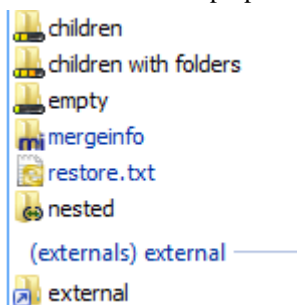 children
children with folders
empty
mergeinfo
restore.txt
nested
(externals) external
external